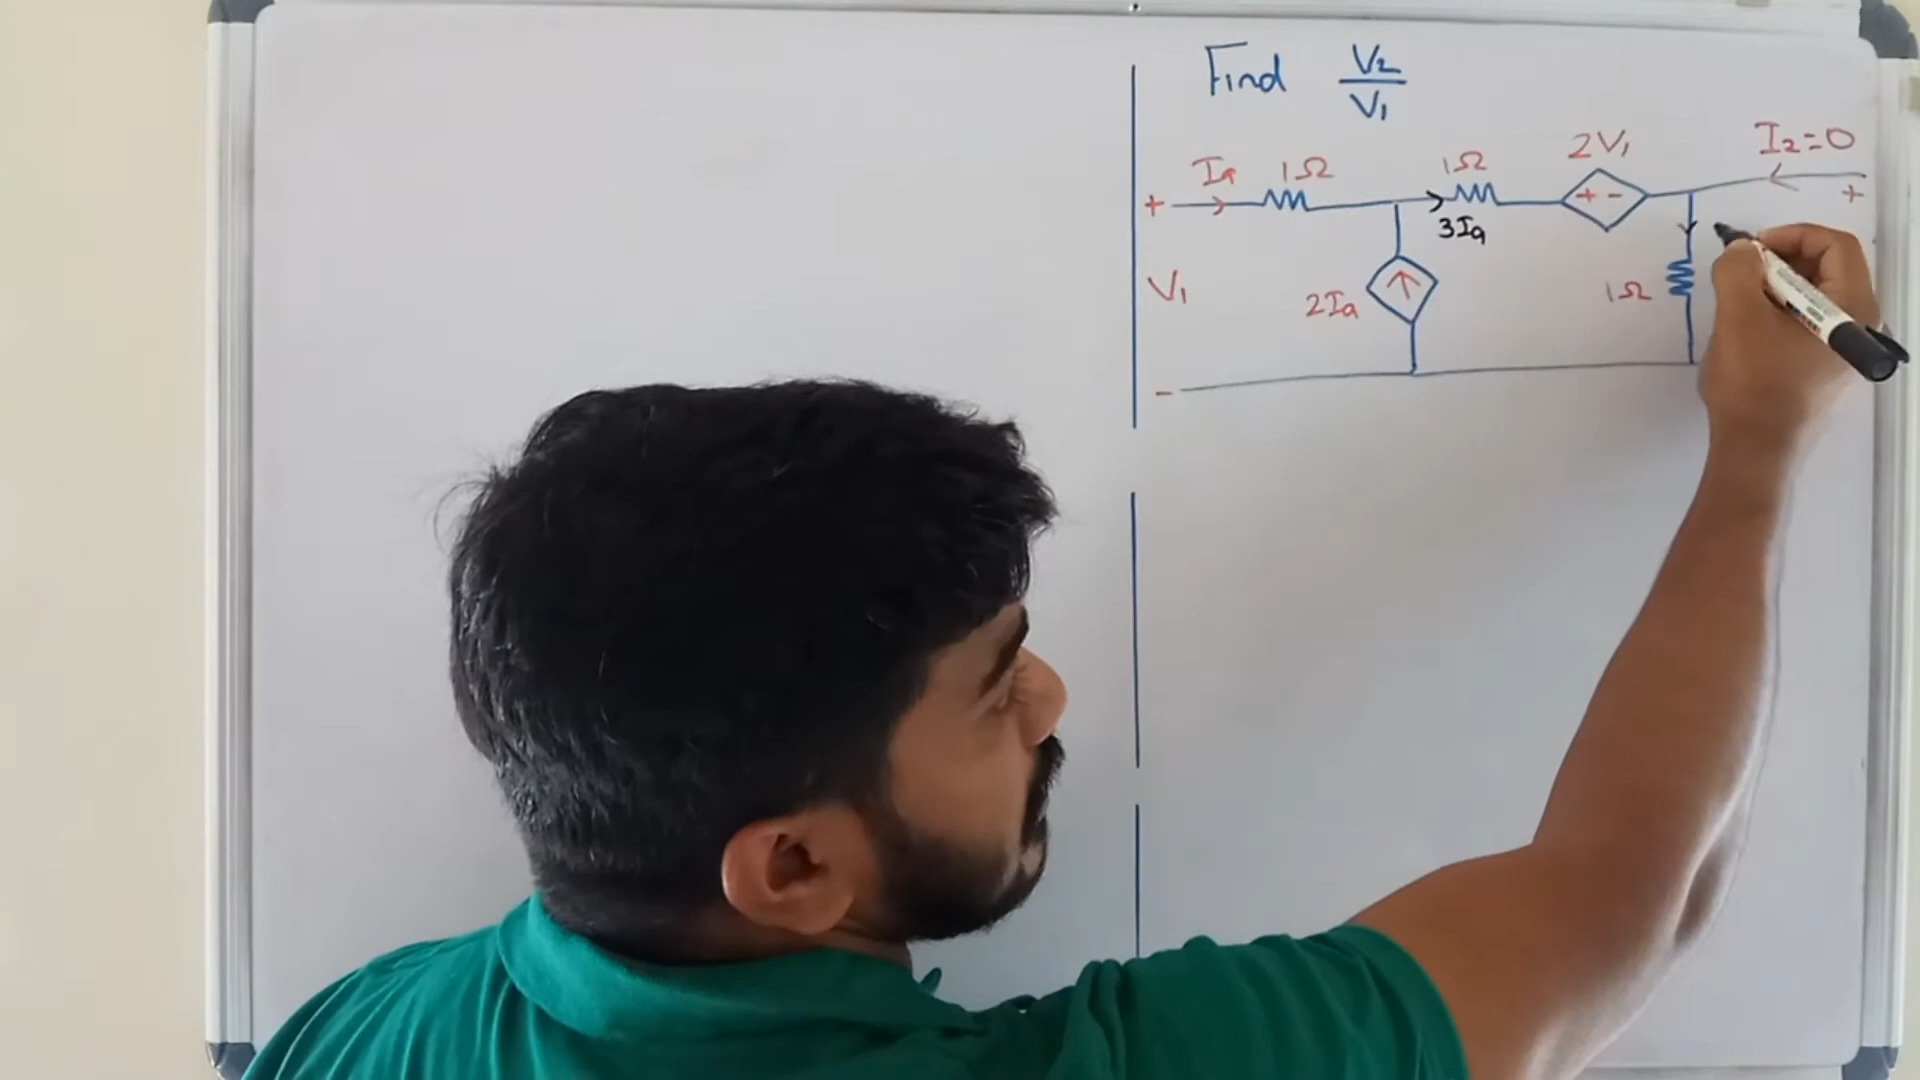 Find V2/V1
2V1
I2=0
Ia 1Ω 1Ω
+ + - +
3Ia
V1 2Ia 1Ω
-